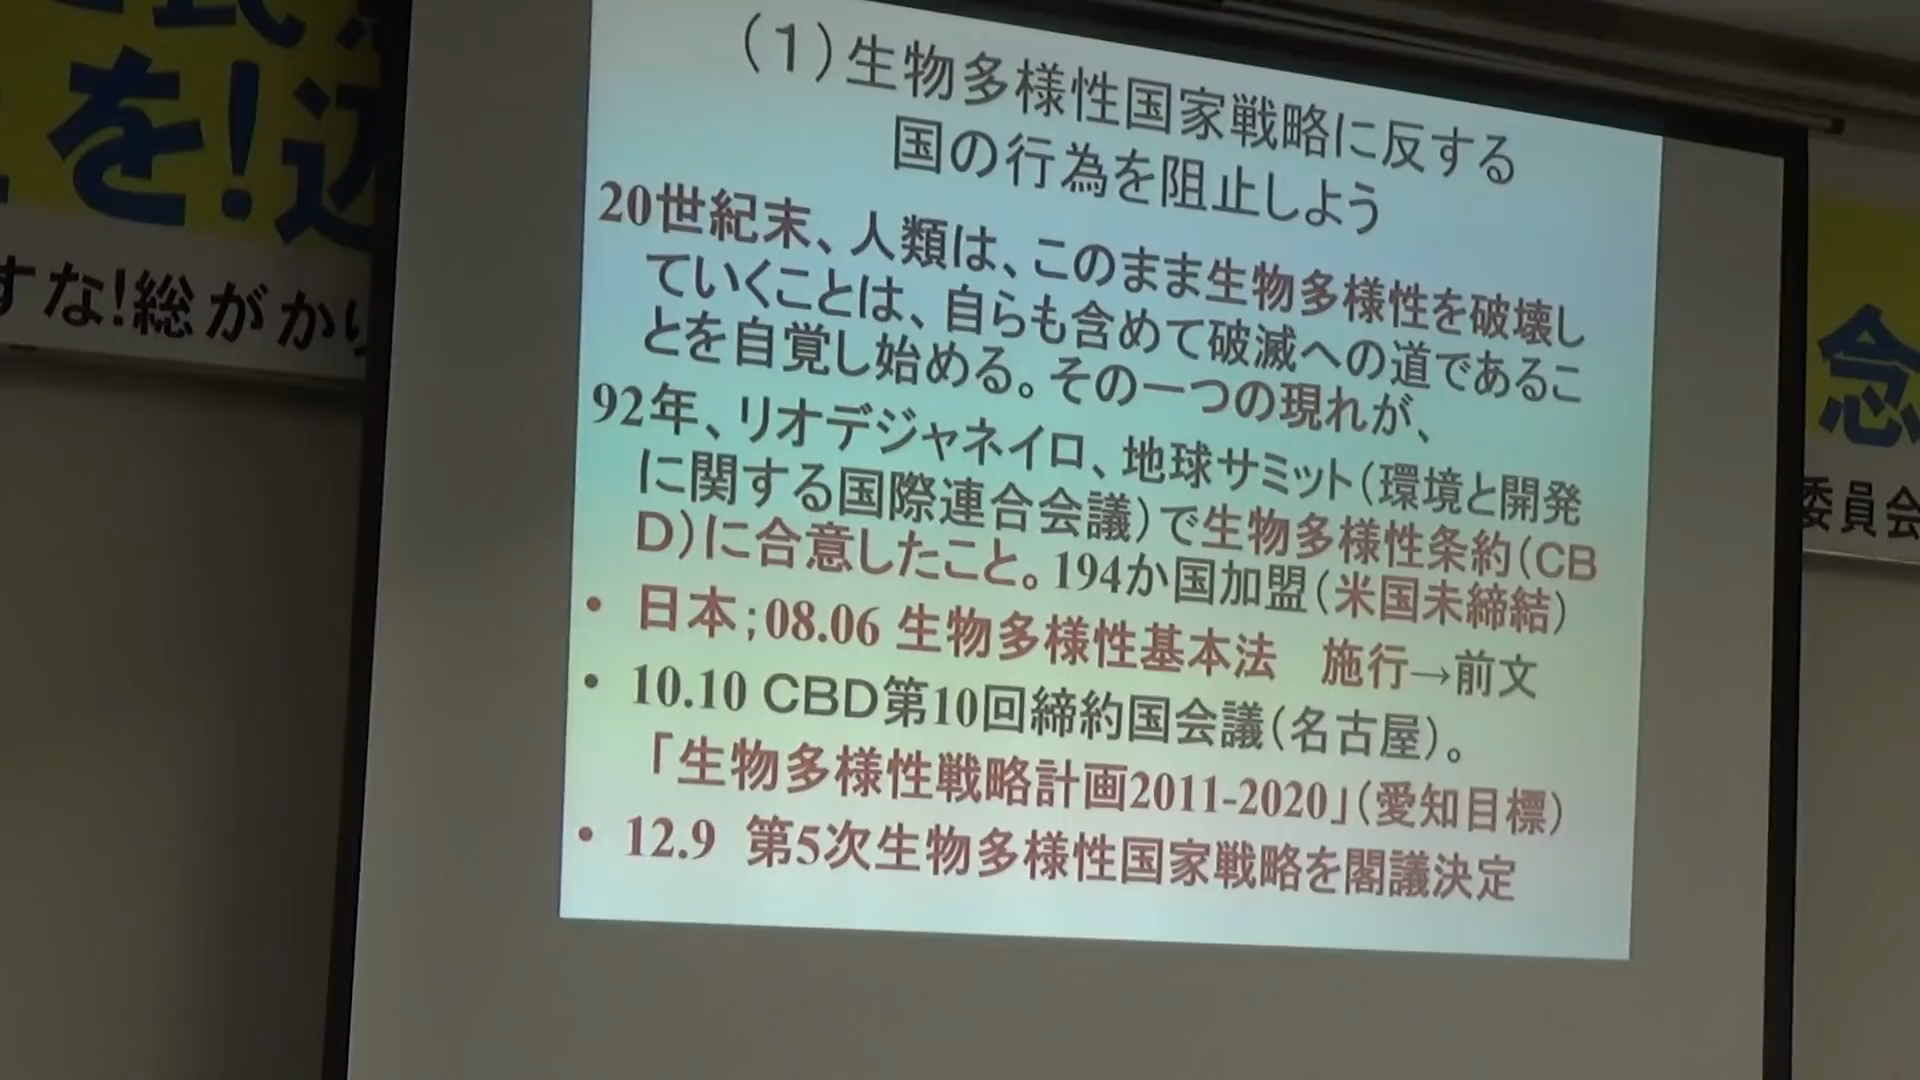 （1）生物多様性国家戦略に反する
国の行為を阻止しよう
20世紀末、人類は、このまま生物多様性を破壊し
ていくことは、自らも含めて破滅への道であるこ
とを自覚し始める。その一つの現れが、
92年、リオデジャネイロ、地球サミット（環境と開発
に関する国際連合会議）で生物多様性条約（CB
D）に合意したこと。194か国加盟（米国未締結）
• 日本；08.06 生物多様性基本法　施行→前文
• 10.10 CBD第10回締約国会議（名古屋）。
「生物多様性戦略計画2011-2020」（愛知目標）
• 12.9 第5次生物多様性国家戦略を閣議決定
を!辺
すな!総がかり
念
委員会